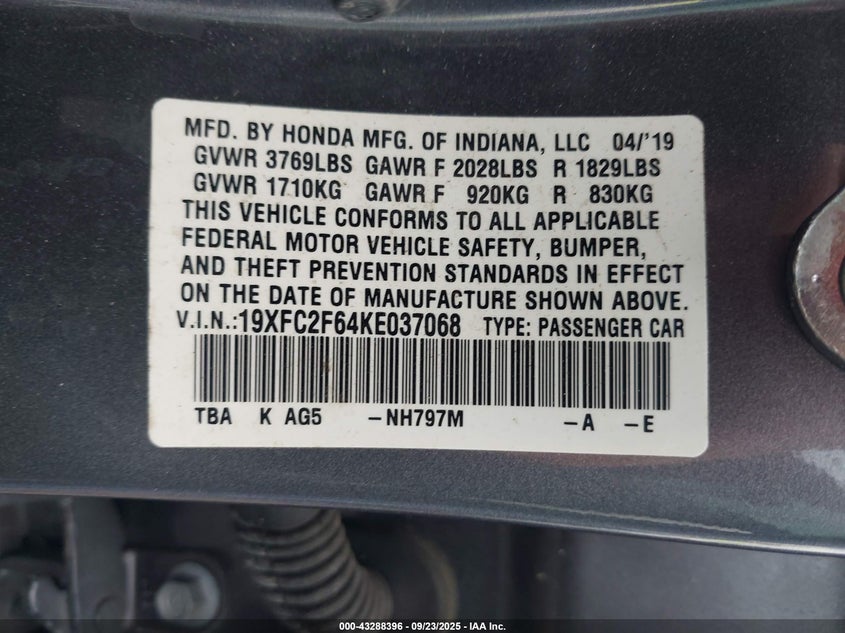 MFD. BY HONDA MFG. OF INDIANA, LLC 04/'19
GVWR 3769LBS GAWR F 2028LBS R 1829LBS
GVWR 1710KG GAWR F 920KG R 830KG
THIS VEHICLE CONFORMS TO ALL APPLICABLE
FEDERAL MOTOR VEHICLE SAFETY, BUMPER,
AND THEFT PREVENTION STANDARDS IN EFFECT
ON THE DATE OF MANUFACTURE SHOWN ABOVE.
V.I.N.:19XFC2F64KE037068 TYPE: PASSENGER CAR
TBA K AG5 -NH797M -A -E
000-43288396 - 09/23/2025 - IAA Inc.